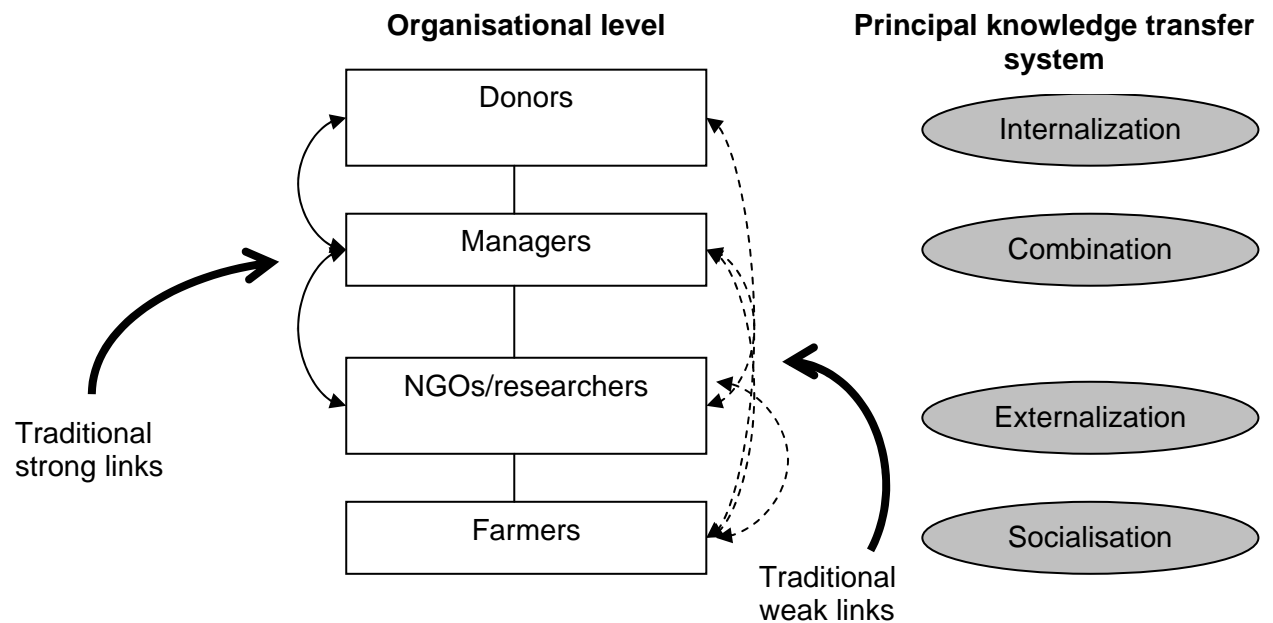 Organisational level
Principal knowledge transfer
system
Donors
Internalization
Managers
Combination
NGOs/researchers
Externalization
Traditional
strong links
Farmers
Socialisation
Traditional
weak links